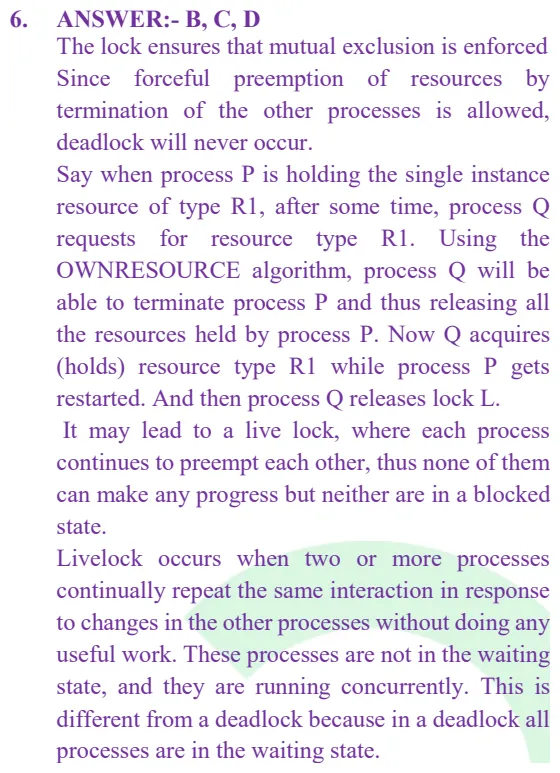 6. ANSWER:- B, C, D
The lock ensures that mutual exclusion is enforced
Since forceful preemption of resources by
termination of the other processes is allowed,
deadlock will never occur.
Say when process P is holding the single instance
resource of type R1, after some time, process Q
requests for resource type R1. Using the
OWNRESOURCE algorithm, process Q will be
able to terminate process P and thus releasing all
the resources held by process P. Now Q acquires
(holds) resource type R1 while process P gets
restarted. And then process Q releases lock L.
It may lead to a live lock, where each process
continues to preempt each other, thus none of them
can make any progress but neither are in a blocked
state.
Livelock occurs when two or more processes
continually repeat the same interaction in response
to changes in the other processes without doing any
useful work. These processes are not in the waiting
state, and they are running concurrently. This is
different from a deadlock because in a deadlock all
processes are in the waiting state.